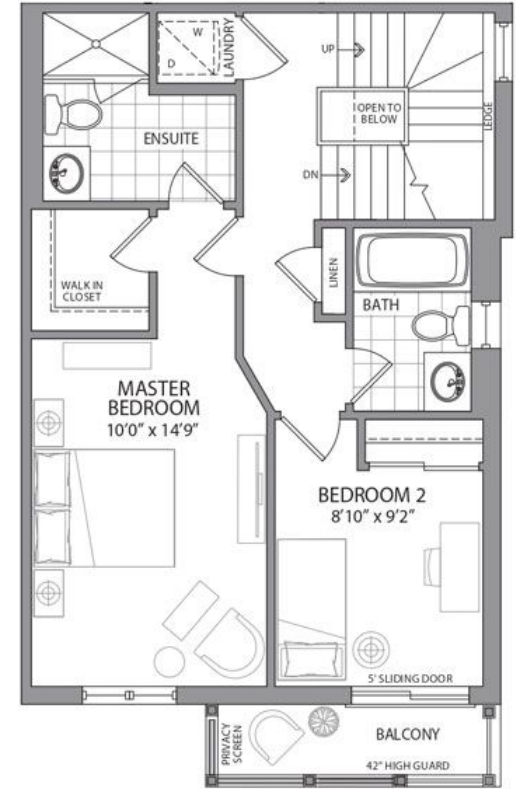 W
D
LAUNDRY
UP
OPEN TO
BELOW
LEDGE
ENSUITE
DN
WALK IN
CLOSET
LINEN
BATH
MASTER
BEDROOM
10'0" x 14'9"
BEDROOM 2
8'10" x 9'2"
5' SLIDING DOOR
PRIVACY
SCREEN
BALCONY
42" HIGH GUARD